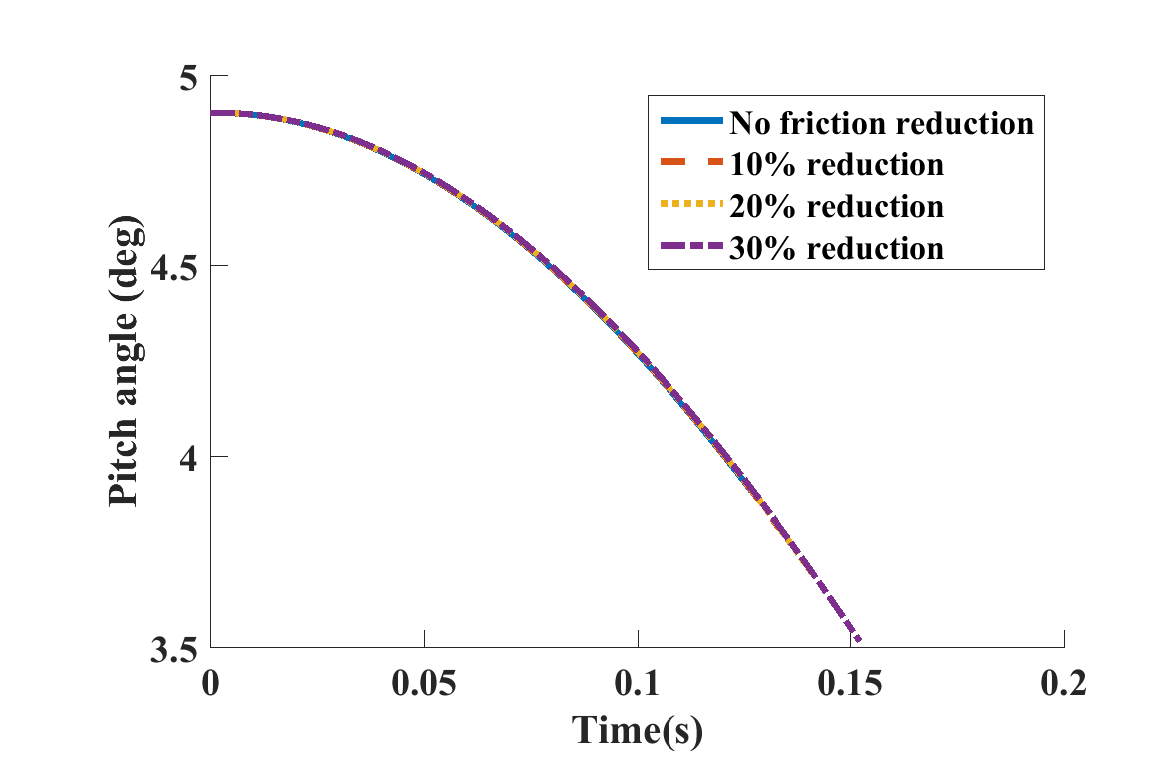 5
4.5
4
3.5
Pitch angle (deg)
No friction reduction
10% reduction
20% reduction
30% reduction
0 0.05 0.1 0.15 0.2
Time(s)